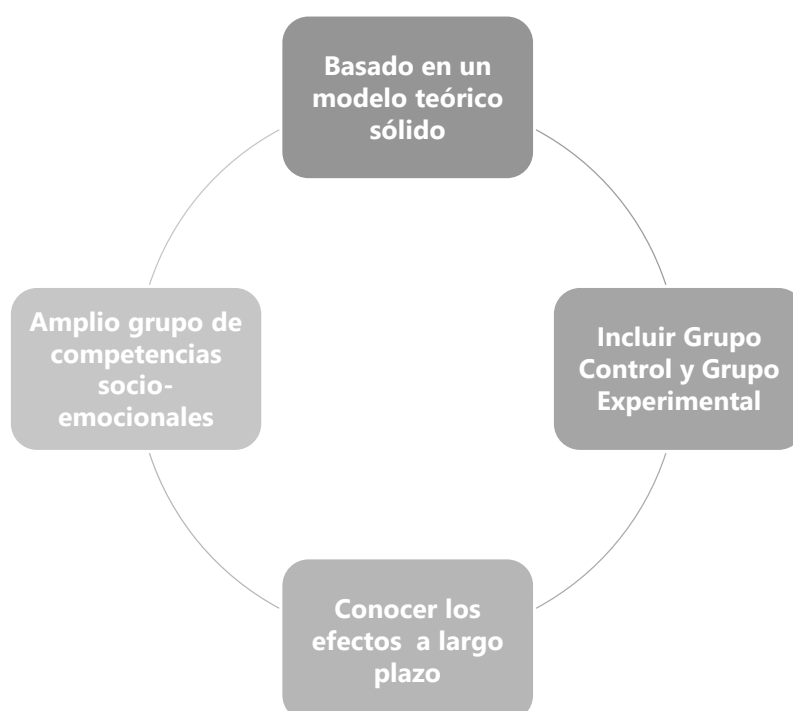 Basado en un
modelo teórico
sólido
Incluir Grupo
Control y Grupo
Experimental
Conocer los
efectos a largo
plazo
Amplio grupo de
competencias
socio-
emocionales